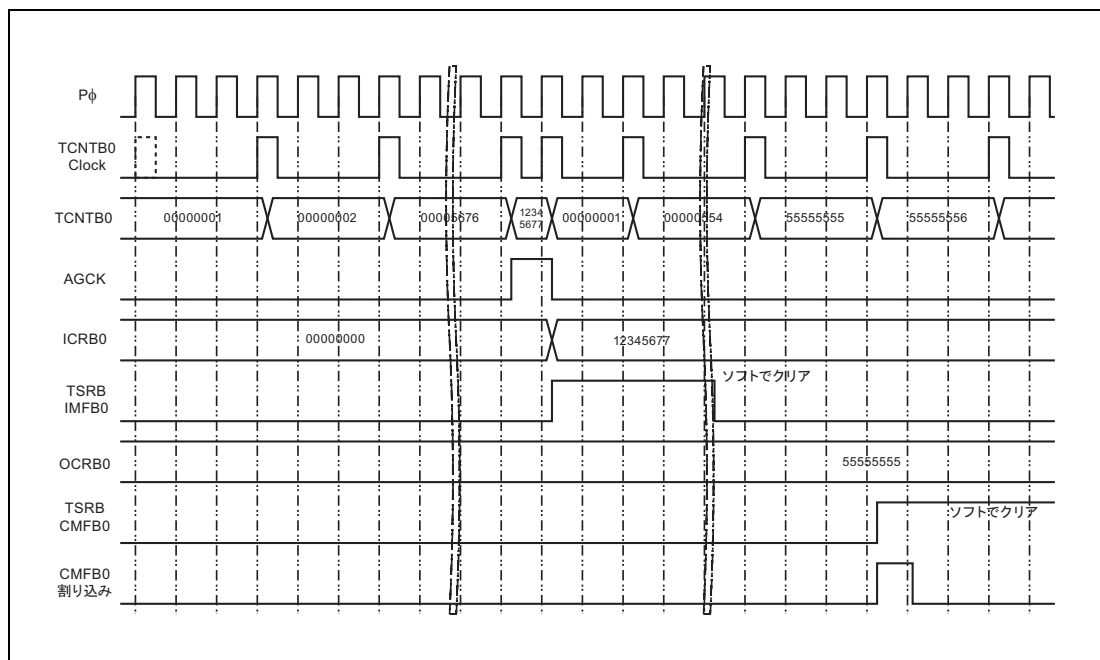 Pφ
TCNTB0
Clock
TCNTB0
00000001
00000002
00005676
1234
5677
00000001
00000554
55555555
55555556
AGCK
ICRB0
00000000
12345677
TSRB
IMFB0
ソフトでクリア
OCRB0
55555555
TSRB
CMFB0
ソフトでクリア
CMFB0
割り込み